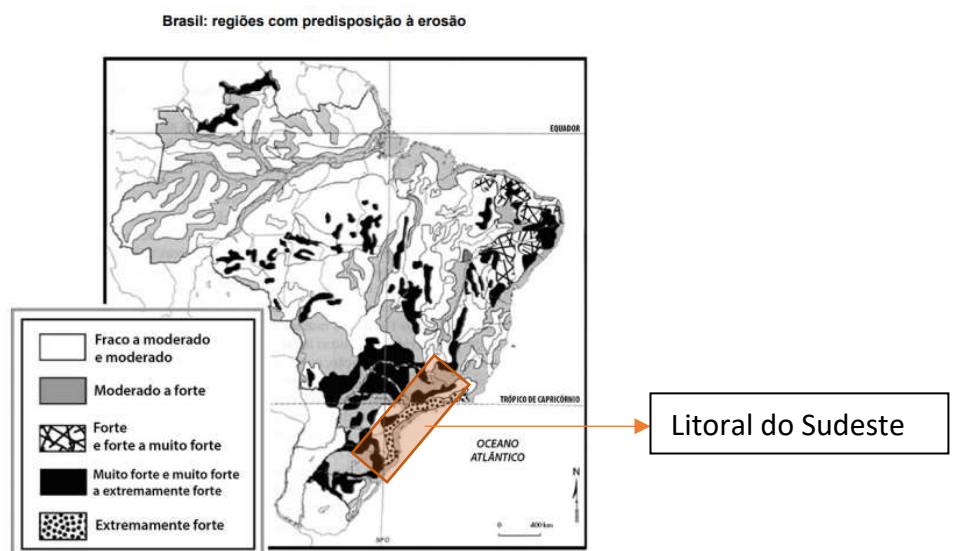 Brasil: regiões com predisposição à erosão
EQUADOR
TRÓPICO DE CAPRICÓRNIO
OCEANO
ATLÂNTICO
N
0 400 km
Fraco a moderado
e moderado
Moderado a forte
Forte
e forte a muito forte
Muito forte e muito forte
a extremamente forte
Extremamente forte
Litoral do Sudeste